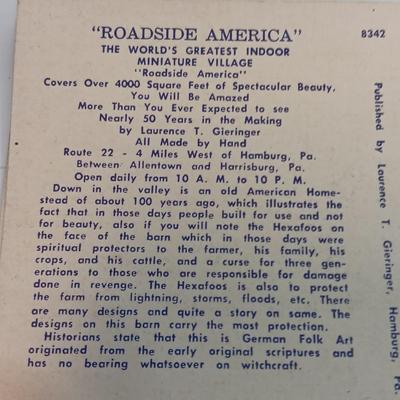 "ROADSIDE AMERICA"
8342
THE WORLD'S GREATEST INDOOR
MINIATURE VILLAGE
"Roadside America"
Covers Over 4000 Square Feet of Spectacular Beauty,
You Will Be Amazed
More Than You Ever Expected to see
Nearly 50 Years in the Making
by Laurence T. Gieringer
All Made by Hand
Route 22 - 4 Miles West of Hamburg, Pa.
Between Allentown and Harrisburg, Pa.
Open daily from 10 A. M. to 10 P. M.
Down in the valley is an old American Home-
stead of about 100 years ago, which illustrates the
fact that in those days people built for use and not
for beauty, also if you will note the Hexafoos on
the face of the barn which in those days were
spiritual protectors to the farmer, his family, his
crops, and his cattle, and a curse for three gen-
erations to those who are responsible for damage
done in revenge. The Hexafoos is also to protect
the farm from lightning, storms, floods, etc. There
are many designs and quite a story on same. The
designs on this barn carry the most protection.
Historians state that this is German Folk Art
originated from the early original scriptures and
has no bearing whatsoever on witchcraft.
Published by Laurence T. Gieringer, Hamburg, Pa.